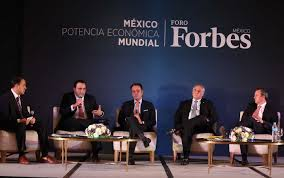 MÉXICO
POTENCIA ECONÓMICA
MUNDIAL
FORO
Forbes
MÉXICO